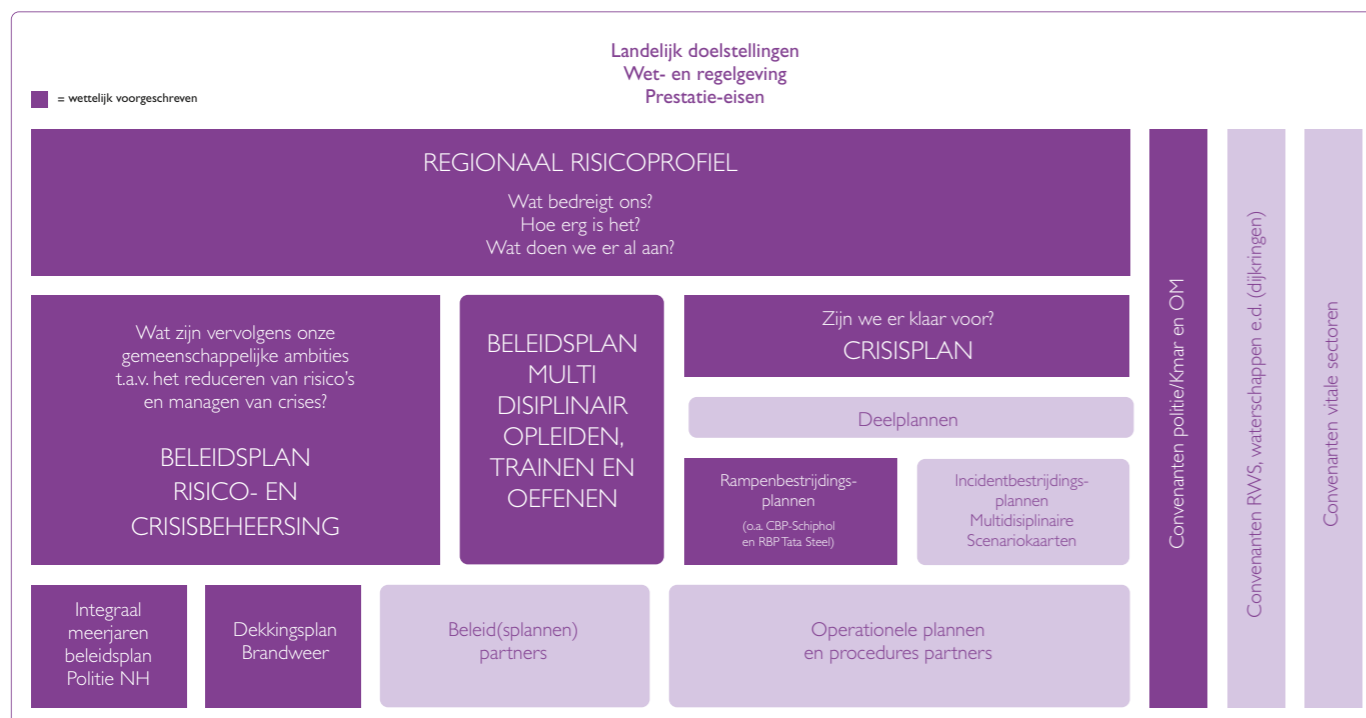 Landelijk doelstellingen
Wet- en regelgeving
Prestatie-eisen
= wettelijk voorgeschreven
REGIONAAL RISICOPROFIEL
Wat bedreigt ons?
Hoe erg is het?
Wat doen we er al aan?
Wat zijn vervolgens onze
gemeenschappelijke ambities
t.a.v. het reduceren van risico's
en managen van crises?
BELEIDSPLAN
RISICO- EN
CRISISBEHEERSING
BELEIDSPLAN
MULTI
DISIPLINAIR
OPLEIDEN,
TRAINEN EN
OEFENEN
Zijn we er klaar voor?
CRISISPLAN
Deelplannen
Rampenbestrijdings-
plannen
(o.a. CBP-Schiphol
en RBP Tata Steel)
Incidentbestrijdings-
plannen
Multidisiplinaire
Scenariokaarten
Integraal
meerjaren
beleidsplan
Politie NH
Dekkingsplan
Brandweer
Beleid(splannen)
partners
Operationele plannen
en procedures partners
Convenanten politie/Kmar en OM
Convenanten RWS, waterschappen e.d. (dijkringen)
Convenanten vitale sectoren